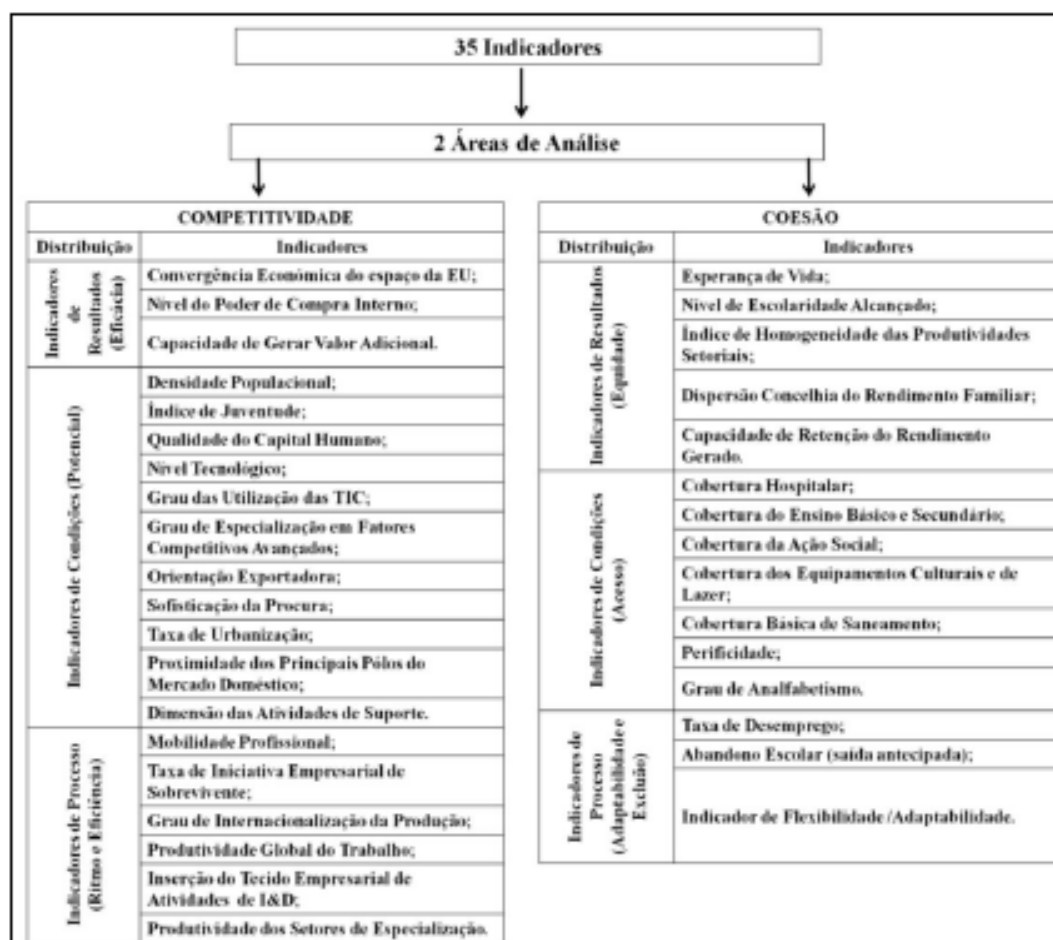 35 Indicadores
2 Áreas de Análise
COMPETITIVIDADE
Distribuição
Indicadores
Indicadores
de
Resultados
(Eficácia)
Convergência Económica do espaço da EU;
Nível do Poder de Compra Interno;
Capacidade de Gerar Valor Adicional.
Indicadores de Condições (Potencial)
Densidade Populacional;
Índice de Juventude;
Qualidade do Capital Humano;
Nível Tecnológico;
Grau das Utilização das TIC;
Grau de Especialização em Fatores
Competitivos Avançados;
Orientação Exportadora;
Sofisticação da Procura;
Taxa de Urbanização;
Proximidade dos Principais Pólos do
Mercado Doméstico;
Dimensão das Atividades de Suporte.
Indicadores de Processo
(Ritmo e Eficiência)
Mobilidade Profissional;
Taxa de Iniciativa Empresarial de
Sobrevivente;
Grau de Internacionalização da Produção;
Produtividade Global do Trabalho;
Inserção do Tecido Empresarial de
Atividades de I&D;
Produtividade dos Setores de Especialização.
COESÃO
Distribuição
Indicadores
Indicadores de Resultados
(Equidade)
Esperança de Vida;
Nível de Escolaridade Alcançado;
Índice de Homogeneidade das Produtividades
Setoriais;
Dispersão Concelhia do Rendimento Familiar;
Capacidade de Retenção do Rendimento
Gerado.
Indicadores de Condições
(Acesso)
Cobertura Hospitalar;
Cobertura do Ensino Básico e Secundário;
Cobertura da Ação Social;
Cobertura dos Equipamentos Culturais e de
Lazer;
Cobertura Básica de Saneamento;
Perificidade;
Grau de Analfabetismo.
Indicadores de
Processo
(Adaptabilidade e
Excluão)
Taxa de Desemprego;
Abandono Escolar (saída antecipada);
Indicador de Flexibilidade /Adaptabilidade.